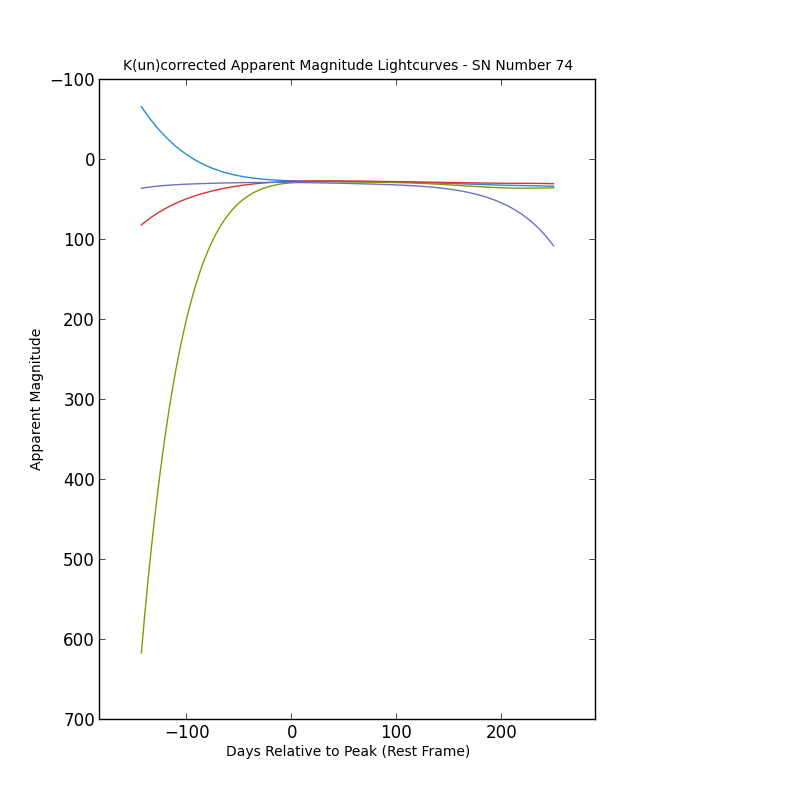 K(un)corrected Apparent Magnitude Lightcurves - SN Number 74
−100
0
100
200
300
400
500
600
700
Apparent Magnitude
−100 0 100 200
Days Relative to Peak (Rest Frame)